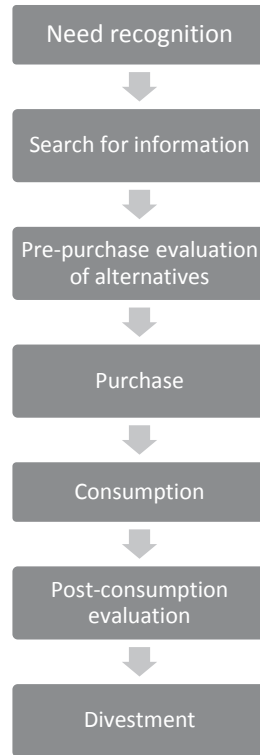 Need recognition
Search for information
Pre-purchase evaluation
of alternatives
Purchase
Consumption
Post-consumption
evaluation
Divestment